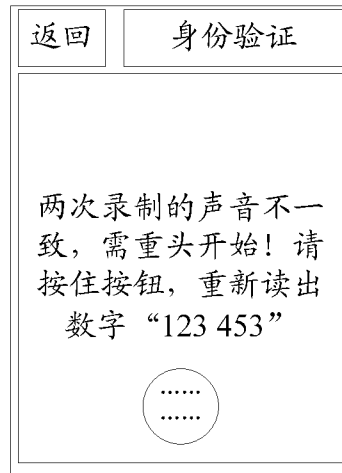 返回 身份验证
两次录制的声音不一
致，需重头开始！请
按住按钮，重新读出
数字“123 453”
……
……